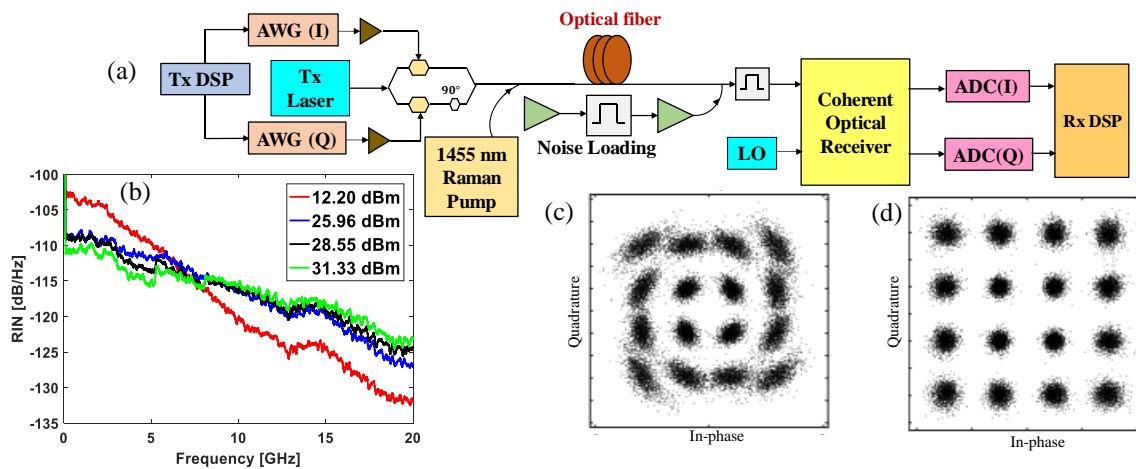 (a)
Tx DSP
AWG (I)
AWG (Q)
Tx
Laser
90°
1455 nm
Raman
Pump
Optical fiber
Noise Loading
LO
Coherent
Optical
Receiver
ADC(I)
ADC(Q)
Rx DSP
(b)
RIN [dB/Hz]
-100
-105
-110
-115
-120
-125
-130
-135
0
5
10
15
20
Frequency [GHz]
12.20 dBm
25.96 dBm
28.55 dBm
31.33 dBm
(c)
Quadrature
In-phase
(d)
Quadrature
In-phase